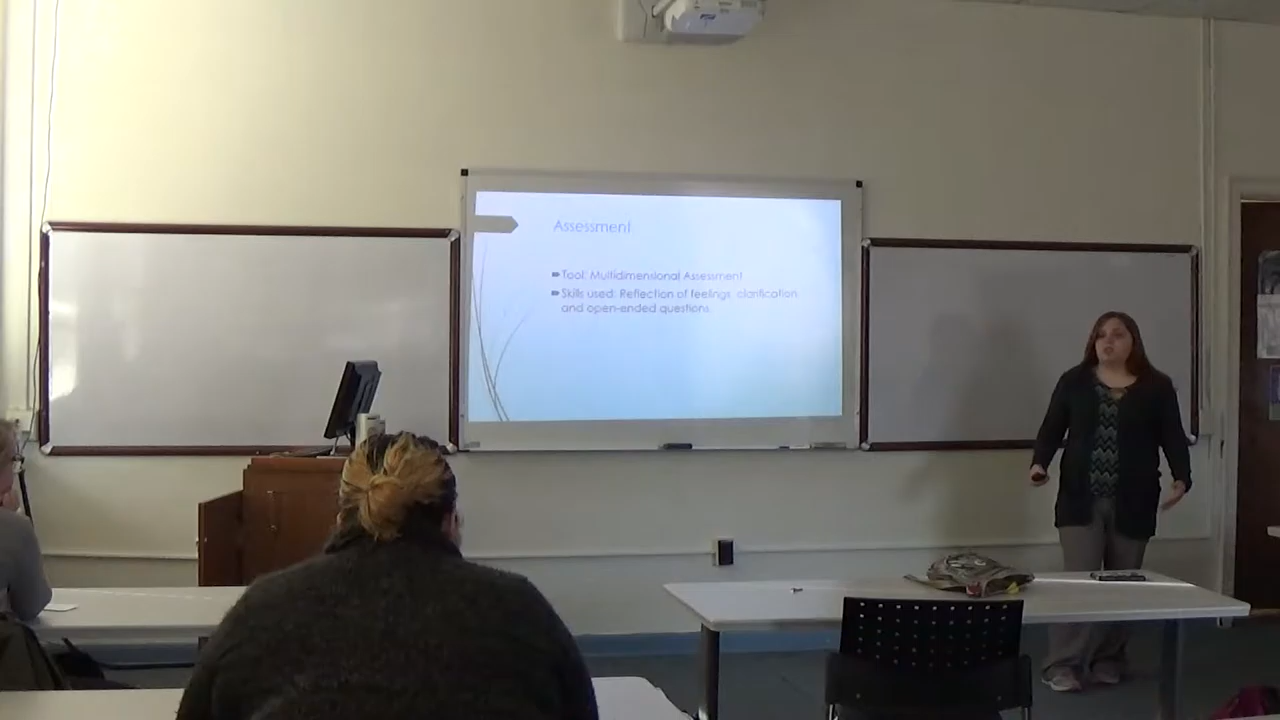 Assessment
Tool: Multidimensional Assessment
Skills used: Reflection of feelings, clarification,
and open-ended questions.